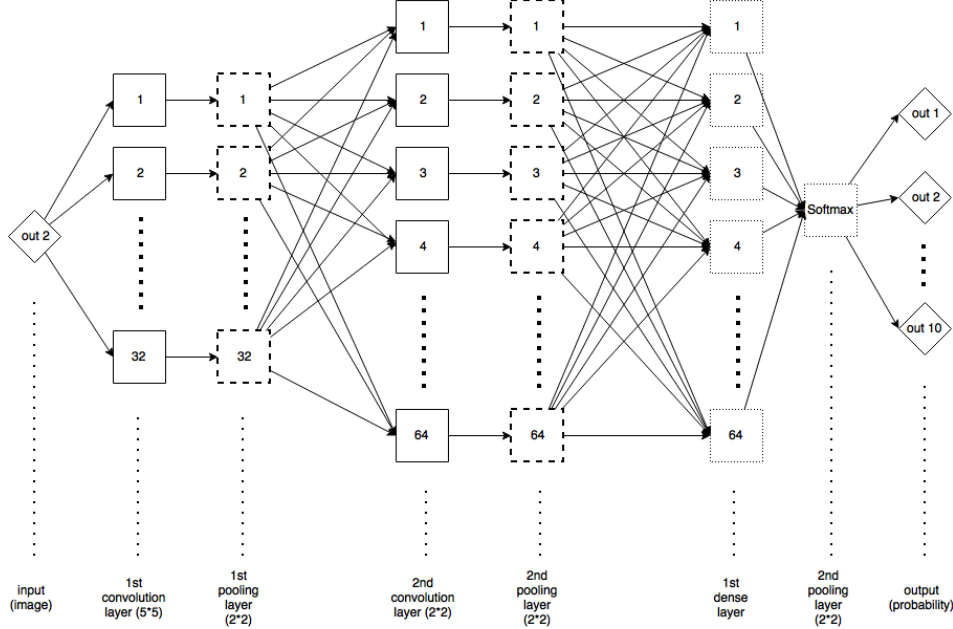 1
2
3
4
64
1
2
3
4
64
1
2
3
4
64
1
2
32
1
2
32
out 2
Softmax
out 1
out 2
out 10
input
(image)
1st
convolution
layer (5*5)
1st
pooling
layer
(2*2)
2nd
convolution
layer (2*2)
2nd
pooling
layer
(2*2)
1st
dense
layer
2nd
pooling
layer
(2*2)
output
(probability)